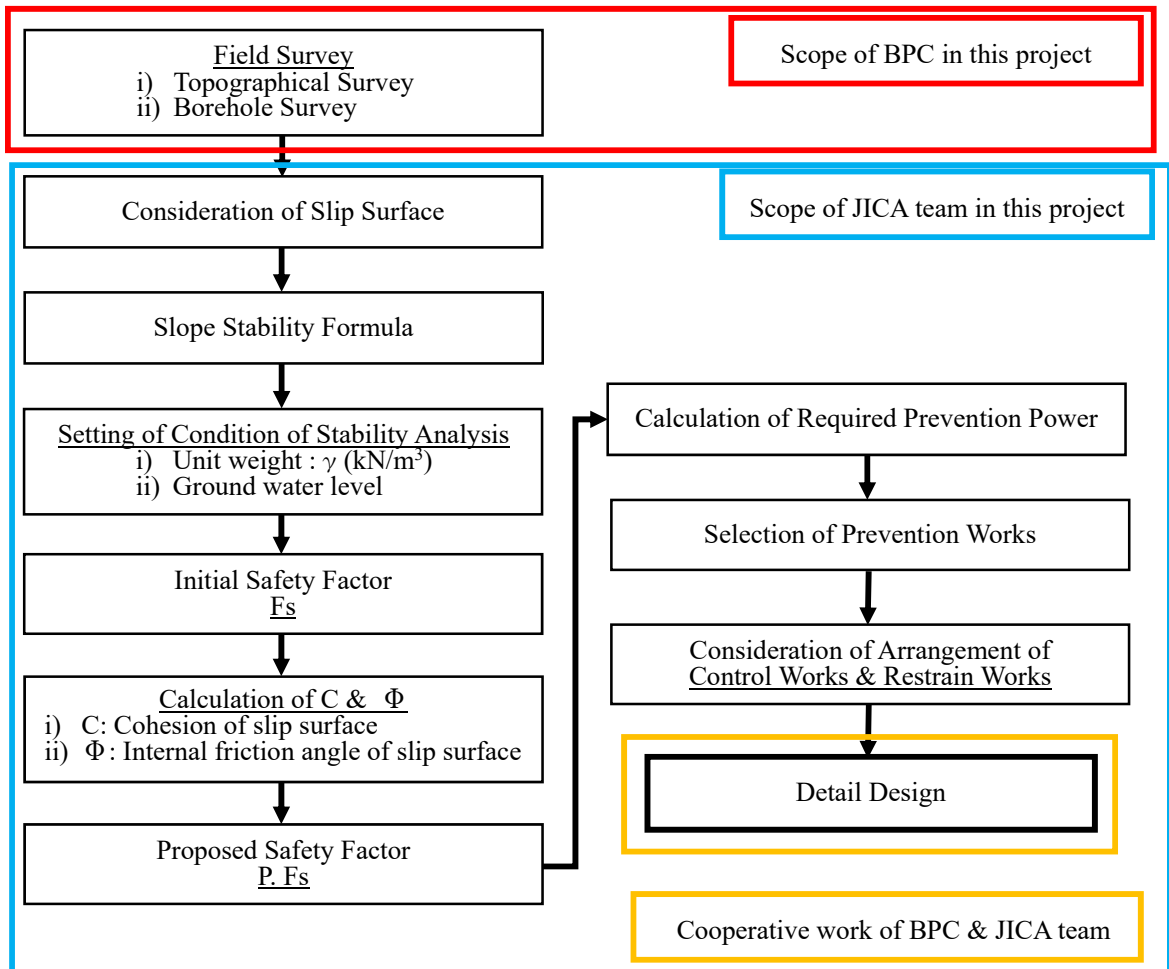 Field Survey
i) Topographical Survey
ii) Borehole Survey
Scope of BPC in this project
Consideration of Slip Surface
Scope of JICA team in this project
Slope Stability Formula
Setting of Condition of Stability Analysis
i) Unit weight : γ (kN/m³)
ii) Ground water level
Initial Safety Factor
Fs
Calculation of C & Φ
i) C: Cohesion of slip surface
ii) Φ: Internal friction angle of slip surface
Proposed Safety Factor
P. Fs
Calculation of Required Prevention Power
Selection of Prevention Works
Consideration of Arrangement of
Control Works & Restrain Works
Detail Design
Cooperative work of BPC & JICA team